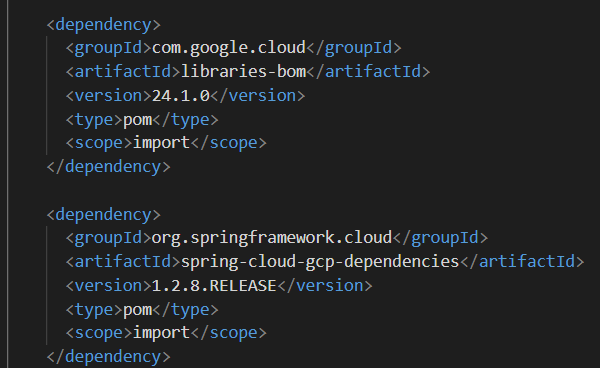 <dependency>
<groupId>com.google.cloud</groupId>
<artifactId>libraries-bom</artifactId>
<version>24.1.0</version>
<type>pom</type>
<scope>import</scope>
</dependency>
<dependency>
<groupId>org.springframework.cloud</groupId>
<artifactId>spring-cloud-gcp-dependencies</artifactId>
<version>1.2.8.RELEASE</version>
<type>pom</type>
<scope>import</scope>
</dependency>